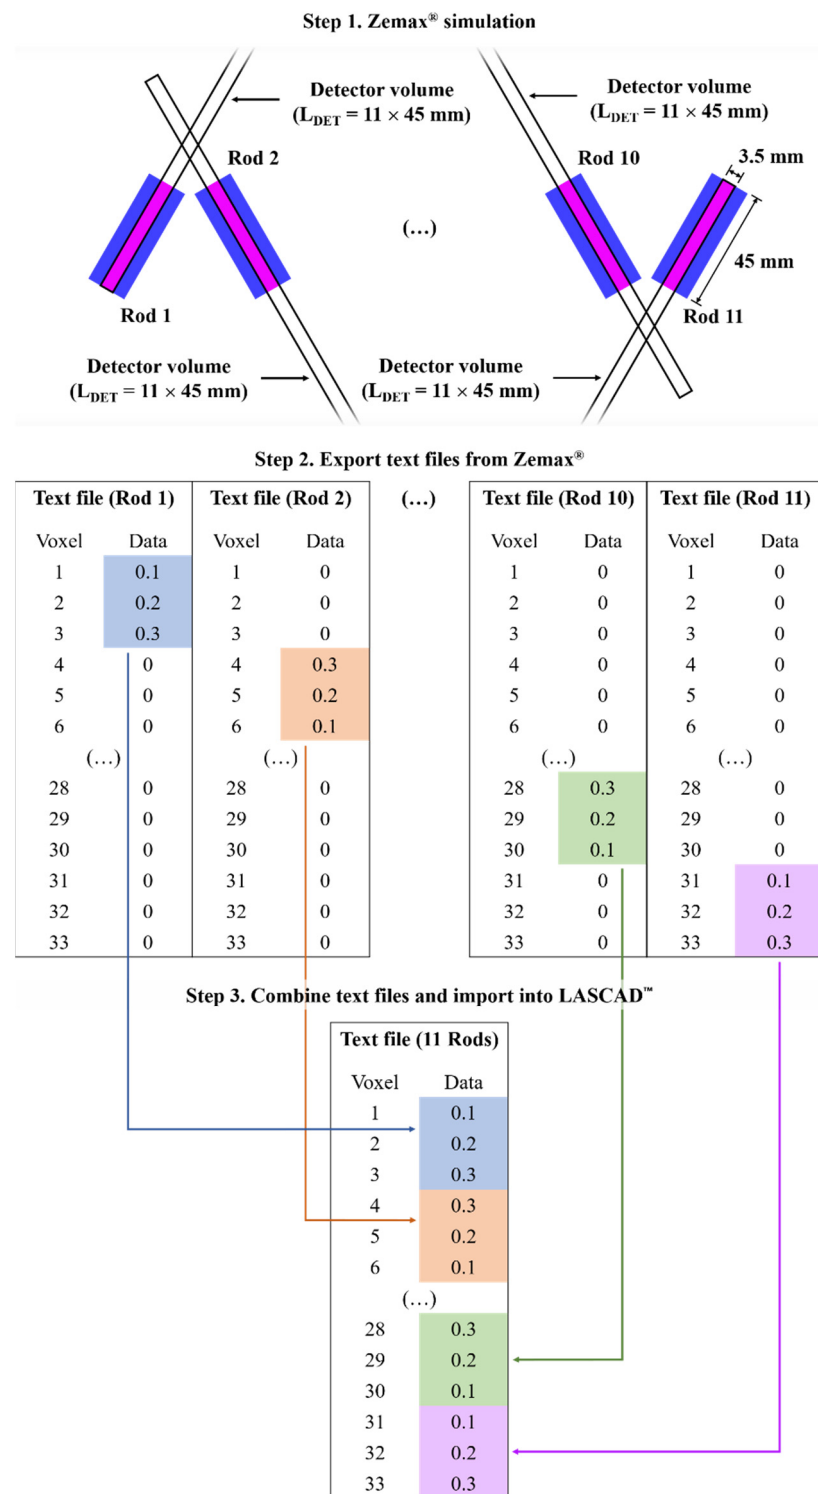 Step 1. Zemax® simulation
Detector volume
(L_DET = 11 × 45 mm)
Detector volume
(L_DET = 11 × 45 mm)
Rod 2
Rod 10
3.5 mm
(…)
45 mm
Rod 1
Rod 11
Detector volume
(L_DET = 11 × 45 mm)
Detector volume
(L_DET = 11 × 45 mm)
Step 2. Export text files from Zemax®
Text file (Rod 1) Text file (Rod 2) (…) Text file (Rod 10) Text file (Rod 11)
Voxel Data Voxel Data Voxel Data Voxel Data
1 0.1 1 0 1 0 1 0
2 0.2 2 0 2 0 2 0
3 0.3 3 0 3 0 3 0
4 0 4 0.3 4 0 4 0
5 0 5 0.2 5 0 5 0
6 0 6 0.1 6 0 6 0
(…) (…) (…) (…)
28 0 28 0 28 0.3 28 0
29 0 29 0 29 0.2 29 0
30 0 30 0 30 0.1 30 0
31 0 31 0 31 0 31 0.1
32 0 32 0 32 0 32 0.2
33 0 33 0 33 0 33 0.3
Step 3. Combine text files and import into LASCAD™
Text file (11 Rods)
Voxel Data
1 0.1
2 0.2
3 0.3
4 0.3
5 0.2
6 0.1
(…)
28 0.3
29 0.2
30 0.1
31 0.1
32 0.2
33 0.3